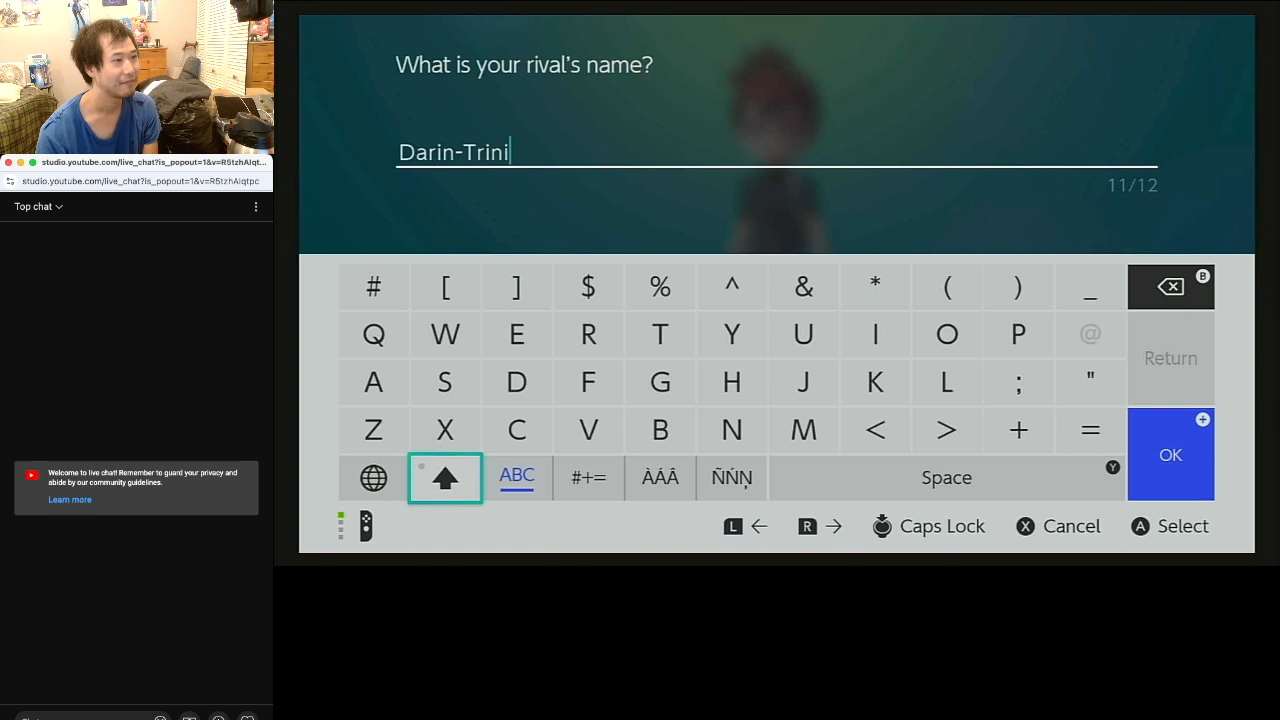 What is your rival's name?
Darin-Trini
11/12
# [ ] $ % ^ & * ( ) _ B
Q W E R T Y U I O P @ Return
A S D F G H J K L ; "
Z X C V B N M < > + = OK
ABC #+= ÀÁÂ ÑŇŅ Space Y
L ← R → Caps Lock X Cancel A Select
studio.youtube.com/live_chat?is_popout=1&v=R5tzhAlqt...
studio.youtube.com/live_chat?is_popout=1&v=R5tzhAlqtpc
Top chat
Welcome to live chat! Remember to guard your privacy and
abide by our community guidelines.
Learn more